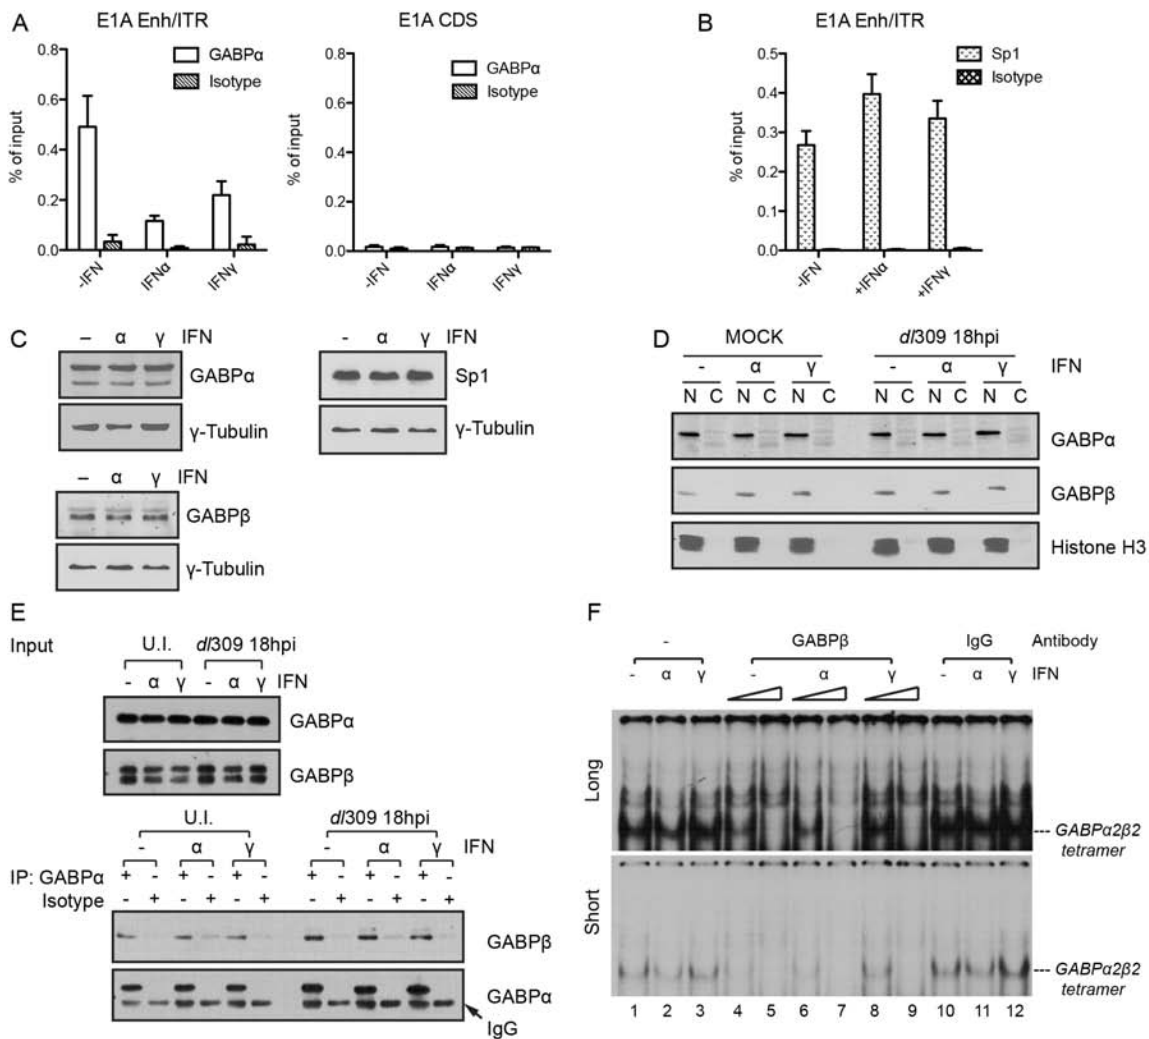 A
E1A Enh/ITR
% of input
0.8
0.6
0.4
0.2
0.0
GABPα
Isotype
-IFN
IFNα
IFNγ
E1A CDS
% of input
0.8
0.6
0.4
0.2
0.0
GABPα
Isotype
-IFN
IFNα
IFNγ
B
E1A Enh/ITR
% of input
0.5
0.4
0.3
0.2
0.1
0.0
Sp1
Isotype
-IFN
+IFNα
+IFNγ
C
– α γ IFN
GABPα
γ-Tubulin
- α γ IFN
Sp1
γ-Tubulin
– α γ IFN
GABPβ
γ-Tubulin
D
MOCK dl309 18hpi
- α γ - α γ IFN
N C N C N C N C N C N C
GABPα
GABPβ
Histone H3
E
Input
U.I. dl309 18hpi
- α γ - α γ IFN
GABPα
GABPβ
U.I. dl309 18hpi
- α γ - α γ IFN
IP: GABPα + - + - + - + - + - + -
Isotype - + - + - + - + - + - +
GABPβ
GABPα
IgG
F
- GABPβ IgG Antibody
- α γ - α γ - α γ IFN
Long
--- GABPα2β2
tetramer
Short
--- GABPα2β2
tetramer
1 2 3 4 5 6 7 8 9 10 11 12